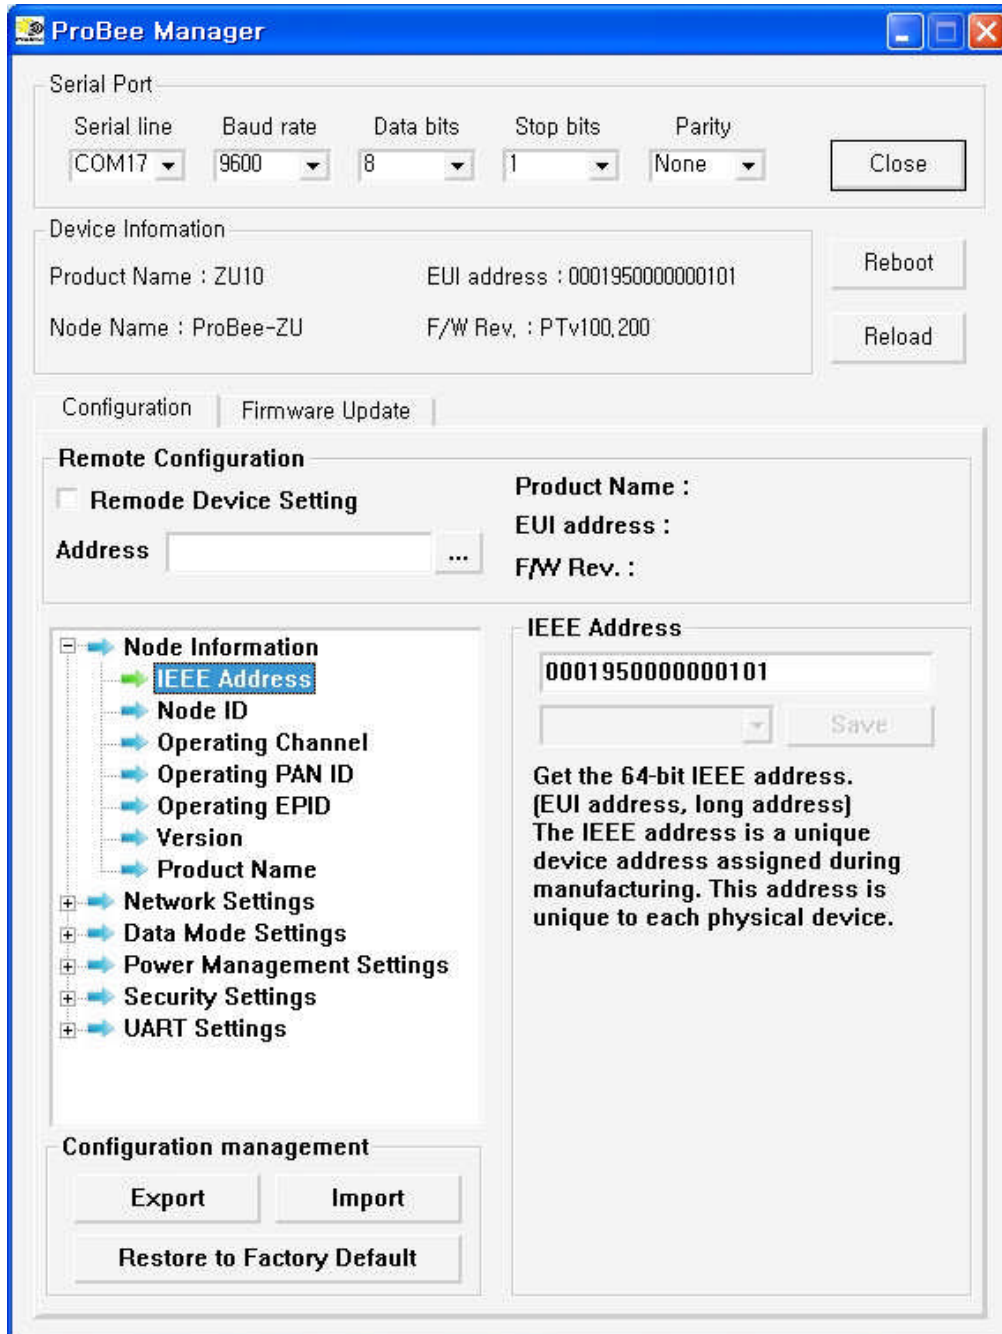 ProBee Manager
Serial Port
Serial line Baud rate Data bits Stop bits Parity
COM17 9600 8 1 None Close
Device Infomation
Product Name : ZU10 EUI address : 0001950000000101
Node Name : ProBee-ZU F/W Rev. : PTv100,200
Reboot
Reload
Configuration Firmware Update
Remote Configuration
Remode Device Setting
Address ...
Product Name :
EUI address :
F/W Rev. :
Node Information
IEEE Address
Node ID
Operating Channel
Operating PAN ID
Operating EPID
Version
Product Name
Network Settings
Data Mode Settings
Power Management Settings
Security Settings
UART Settings
IEEE Address
0001950000000101
Save
Get the 64-bit IEEE address.
(EUI address, long address)
The IEEE address is a unique
device address assigned during
manufacturing. This address is
unique to each physical device.
Configuration management
Export Import
Restore to Factory Default